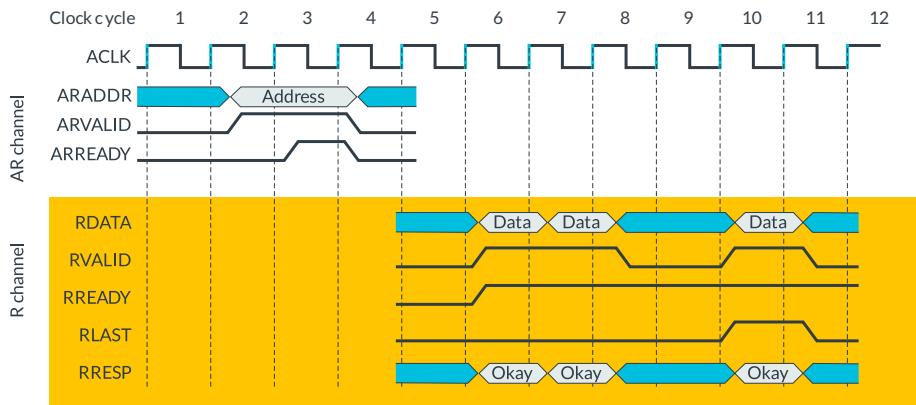 Clock cycle 1 2 3 4 5 6 7 8 9 10 11 12
ACLK
AR channel
ARADDR Address
ARVALID
ARREADY
R channel
RDATA Data Data Data
RVALID
RREADY
RLAST
RRESP Okay Okay Okay